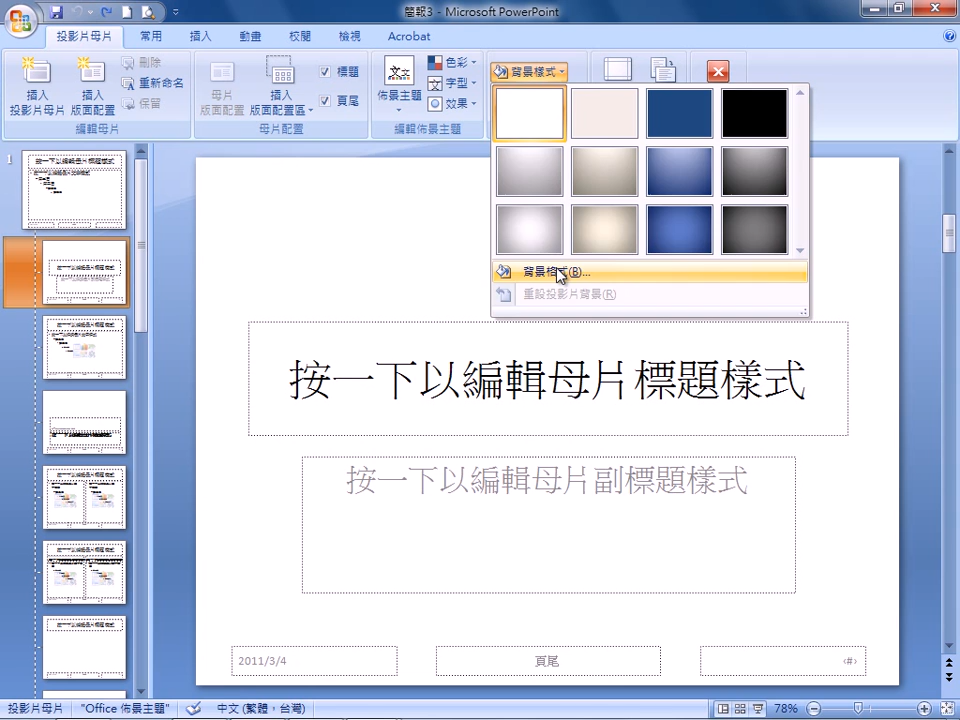 簡報3 - Microsoft PowerPoint
投影片母片 常用 插入 動畫 校閱 檢視 Acrobat
插入
投影片母片
插入
版面配置
刪除
重新命名
保留
編輯母片
母片
版面配置
插入
版面配置區
標題
頁尾
母片配置
佈景主題
色彩
字型
效果
編輯佈景主題
背景樣式
背景格式(B)...
重設投影片背景(R)
1
按一下以編輯母片標題樣式
按一下以編輯母片副標題樣式
2011/3/4
頁尾
‹#›
投影片母片 "Office 佈景主題" 中文 (繁體，台灣) 78%